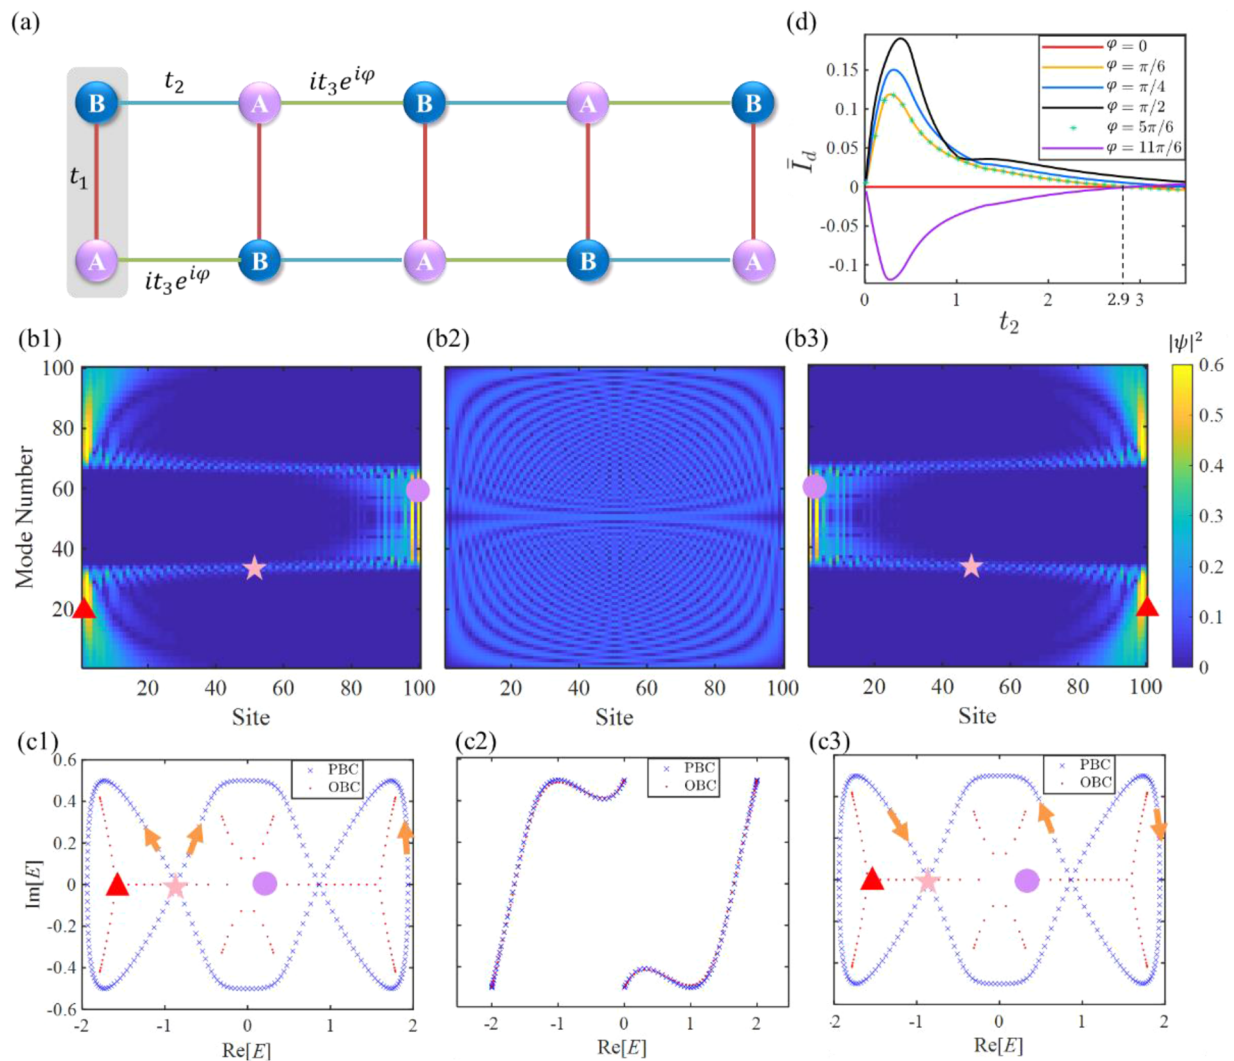 (a)
B
t₂
A
it₃e^{iφ}
B
A
B
t₁
A
it₃e^{iφ}
B
A
B
A
(d)
φ = 0
φ = π/6
φ = π/4
φ = π/2
φ = 5π/6
φ = 11π/6
0.15
0.1
0.05
0
-0.05
-0.1
Ī_d
0
1
2
2.9
3
t₂
(b1)
(b2)
(b3)
|ψ|²
Mode Number
100
80
60
40
20
20
40
60
80
100
Site
20
40
60
80
100
Site
20
40
60
80
100
Site
0.6
0.5
0.4
0.3
0.2
0.1
0
(c1)
(c2)
(c3)
PBC
OBC
Im[E]
0.6
0.4
0.2
0
-0.2
-0.4
-0.6
-2
-1
0
1
2
Re[E]
PBC
OBC
-2
-1
0
1
2
Re[E]
PBC
OBC
-2
-1
0
1
2
Re[E]